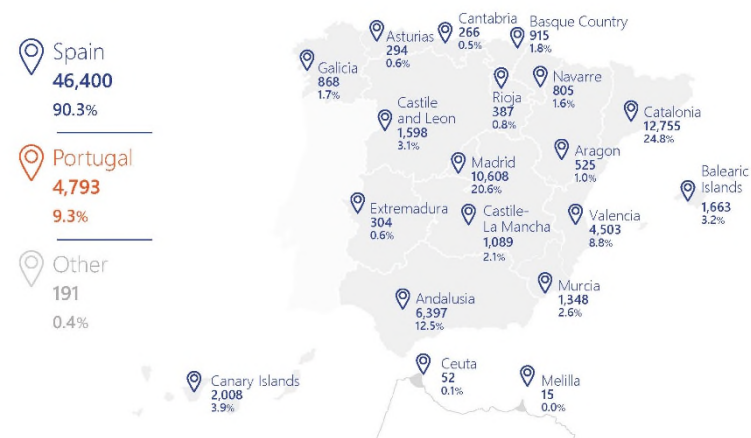 Spain
46,400
90.3%
Portugal
4,793
9.3%
Other
191
0.4%
Galicia
868
1.7%
Asturias
294
0.6%
Cantabria
266
0.5%
Basque Country
915
1.8%
Navarre
805
1.6%
Rioja
387
0.8%
Castile
and Leon
1,598
3.1%
Catalonia
12,755
24.8%
Aragon
525
1.0%
Madrid
10,608
20.6%
Balearic
Islands
1,663
3.2%
Extremadura
304
0.6%
Castile-
La Mancha
1,089
2.1%
Valencia
4,503
8.8%
Murcia
1,348
2.6%
Andalusia
6,397
12.5%
Canary Islands
2,008
3.9%
Ceuta
52
0.1%
Melilla
15
0.0%